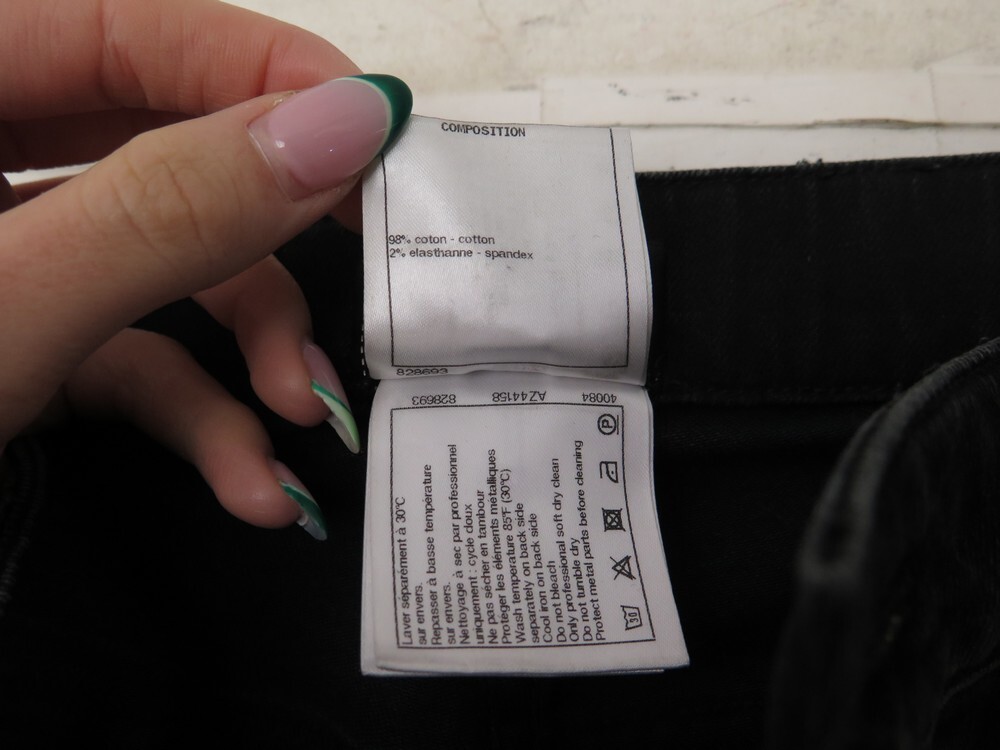 COMPOSITION
98% coton - cotton
2% elasthanne - spandex
828693
40084 AZ44158 828693
Laver séparément à 30°C
sur envers.
Repasser à basse température
sur envers.
Nettoyage à sec par professionnel
uniquement : cycle doux
Ne pas sécher en tambour
Protéger les éléments métalliques
Wash temperature 85°F (30°C)
separately on back side
Cool iron on back side
Do not bleach
Only professional soft dry clean
Do not tumble dry
Protect metal parts before cleaning
30
P